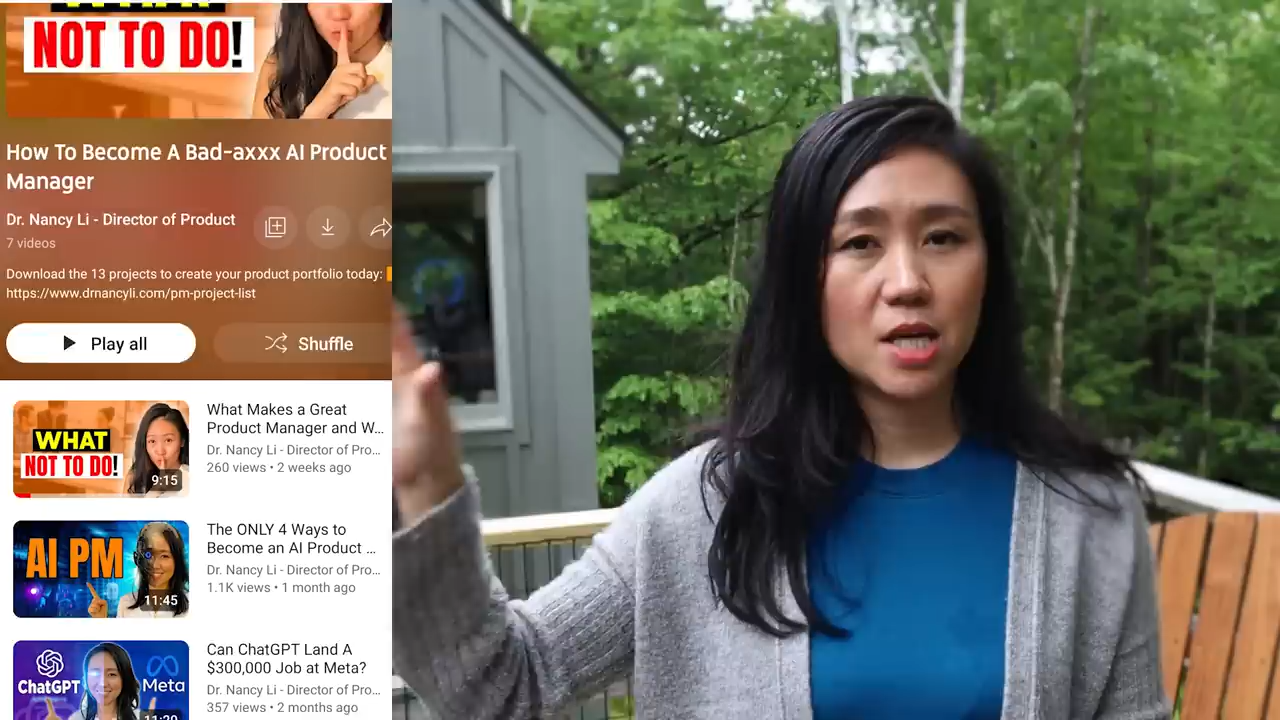 NOT TO DO!
How To Become A Bad-axxx AI Product
Manager
Dr. Nancy Li - Director of Product
7 videos
Download the 13 projects to create your product portfolio today:
https://www.drnancyli.com/pm-project-list
Play all
Shuffle
WHAT
NOT TO DO!
9:15
What Makes a Great
Product Manager and W...
Dr. Nancy Li - Director of Pro...
260 views • 2 weeks ago
AI PM
11:45
The ONLY 4 Ways to
Become an AI Product ...
Dr. Nancy Li - Director of Pro...
1.1K views • 1 month ago
ChatGPT
Meta
Can ChatGPT Land A
$300,000 Job at Meta?
Dr. Nancy Li - Director of Pro...
357 views • 2 months ago